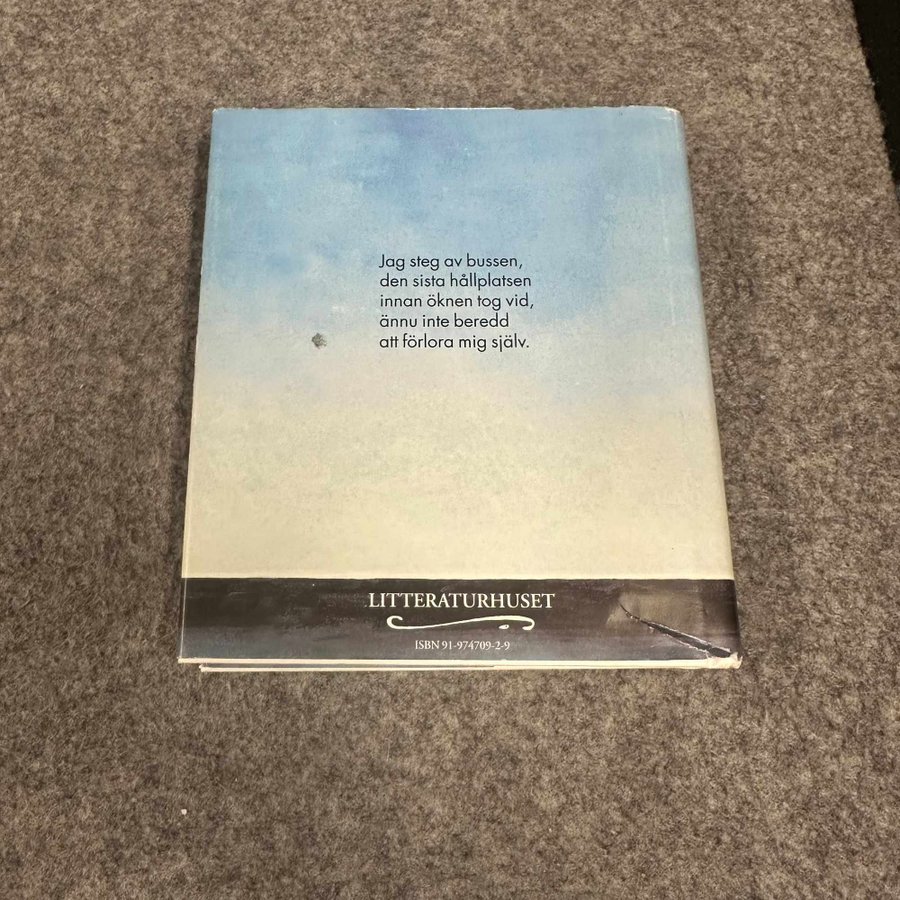 Jag steg av bussen,
den sista hållplatsen
innan öknen tog vid,
ännu inte beredd
att förlora mig själv.
LITTERATURHUSET
ISBN 91-974709-2-9